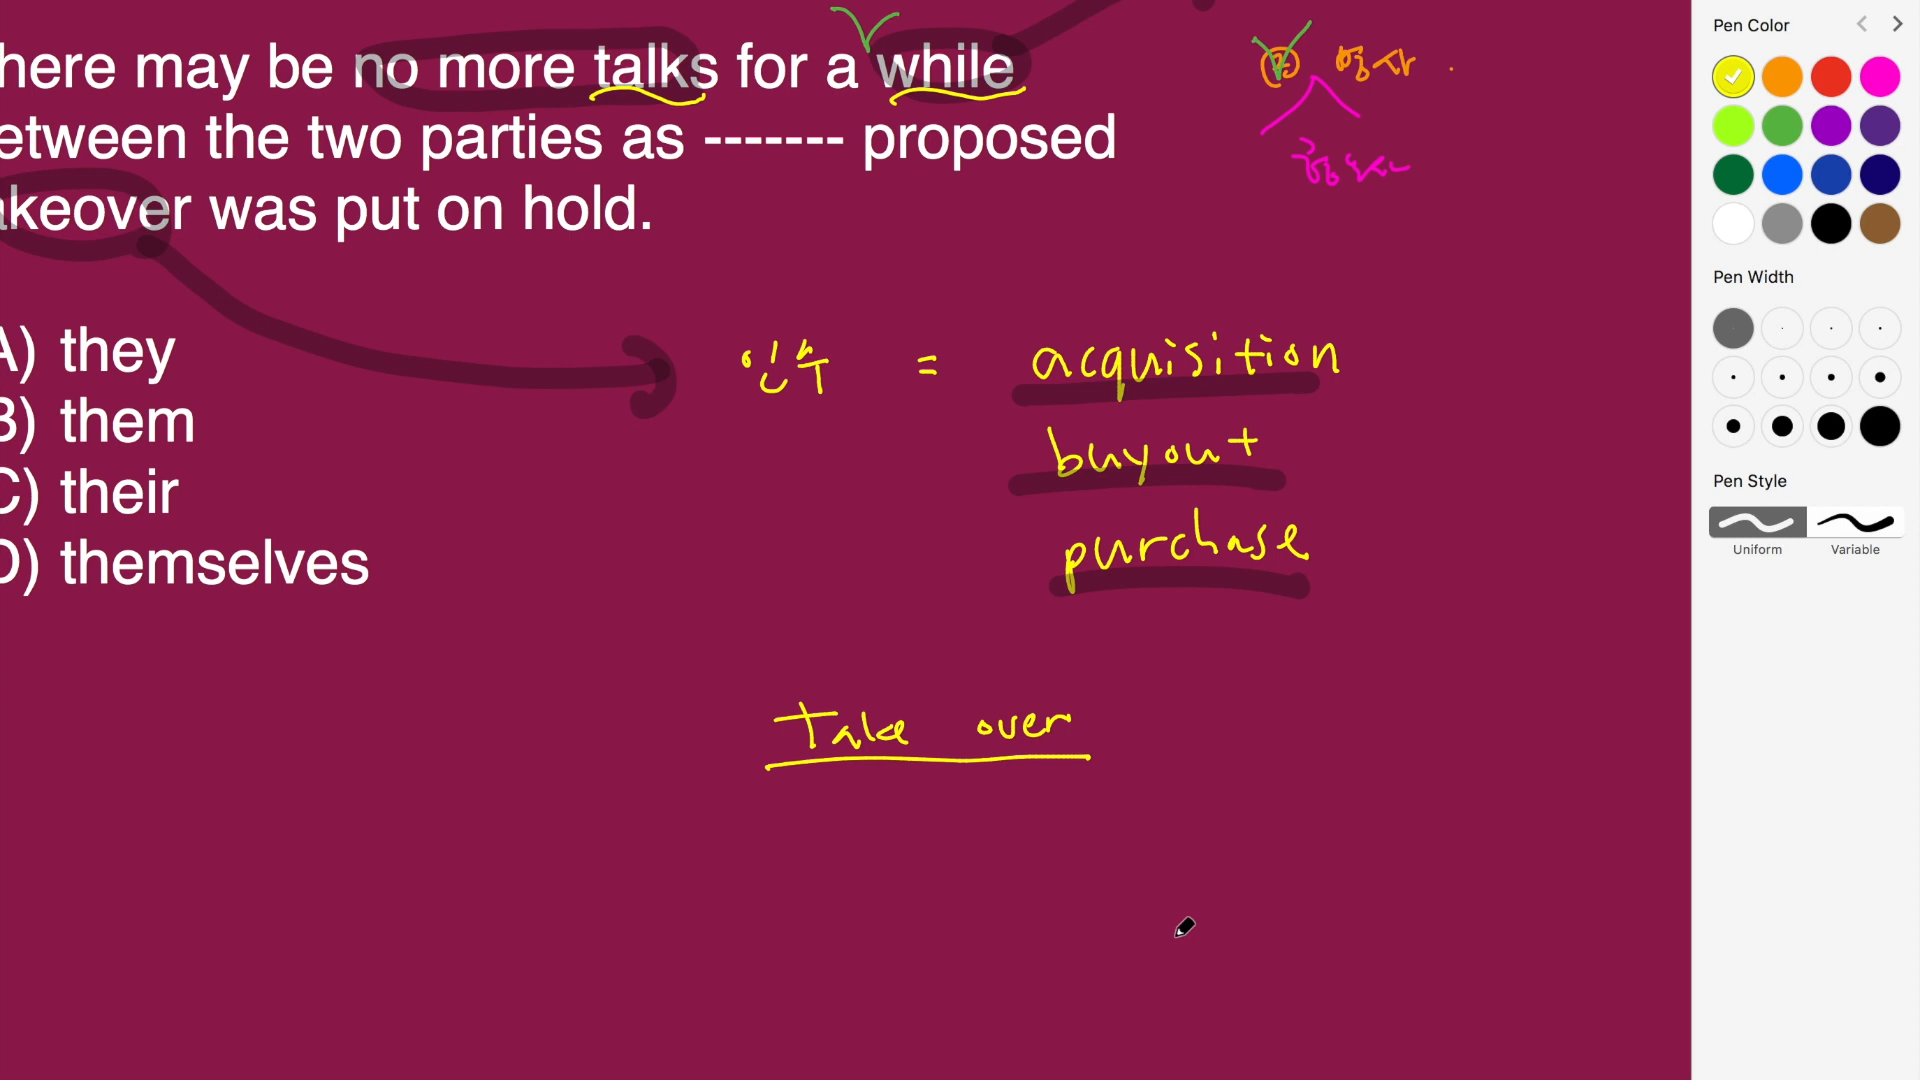 here may be no more talks for a while
etween the two parties as ------- proposed
akeover was put on hold.
A) they
B) them
C) their
D) themselves
명사 .
인수 = acquisition
buyout
purchase
Take over
Pen Color
Pen Width
Pen Style
Uniform Variable